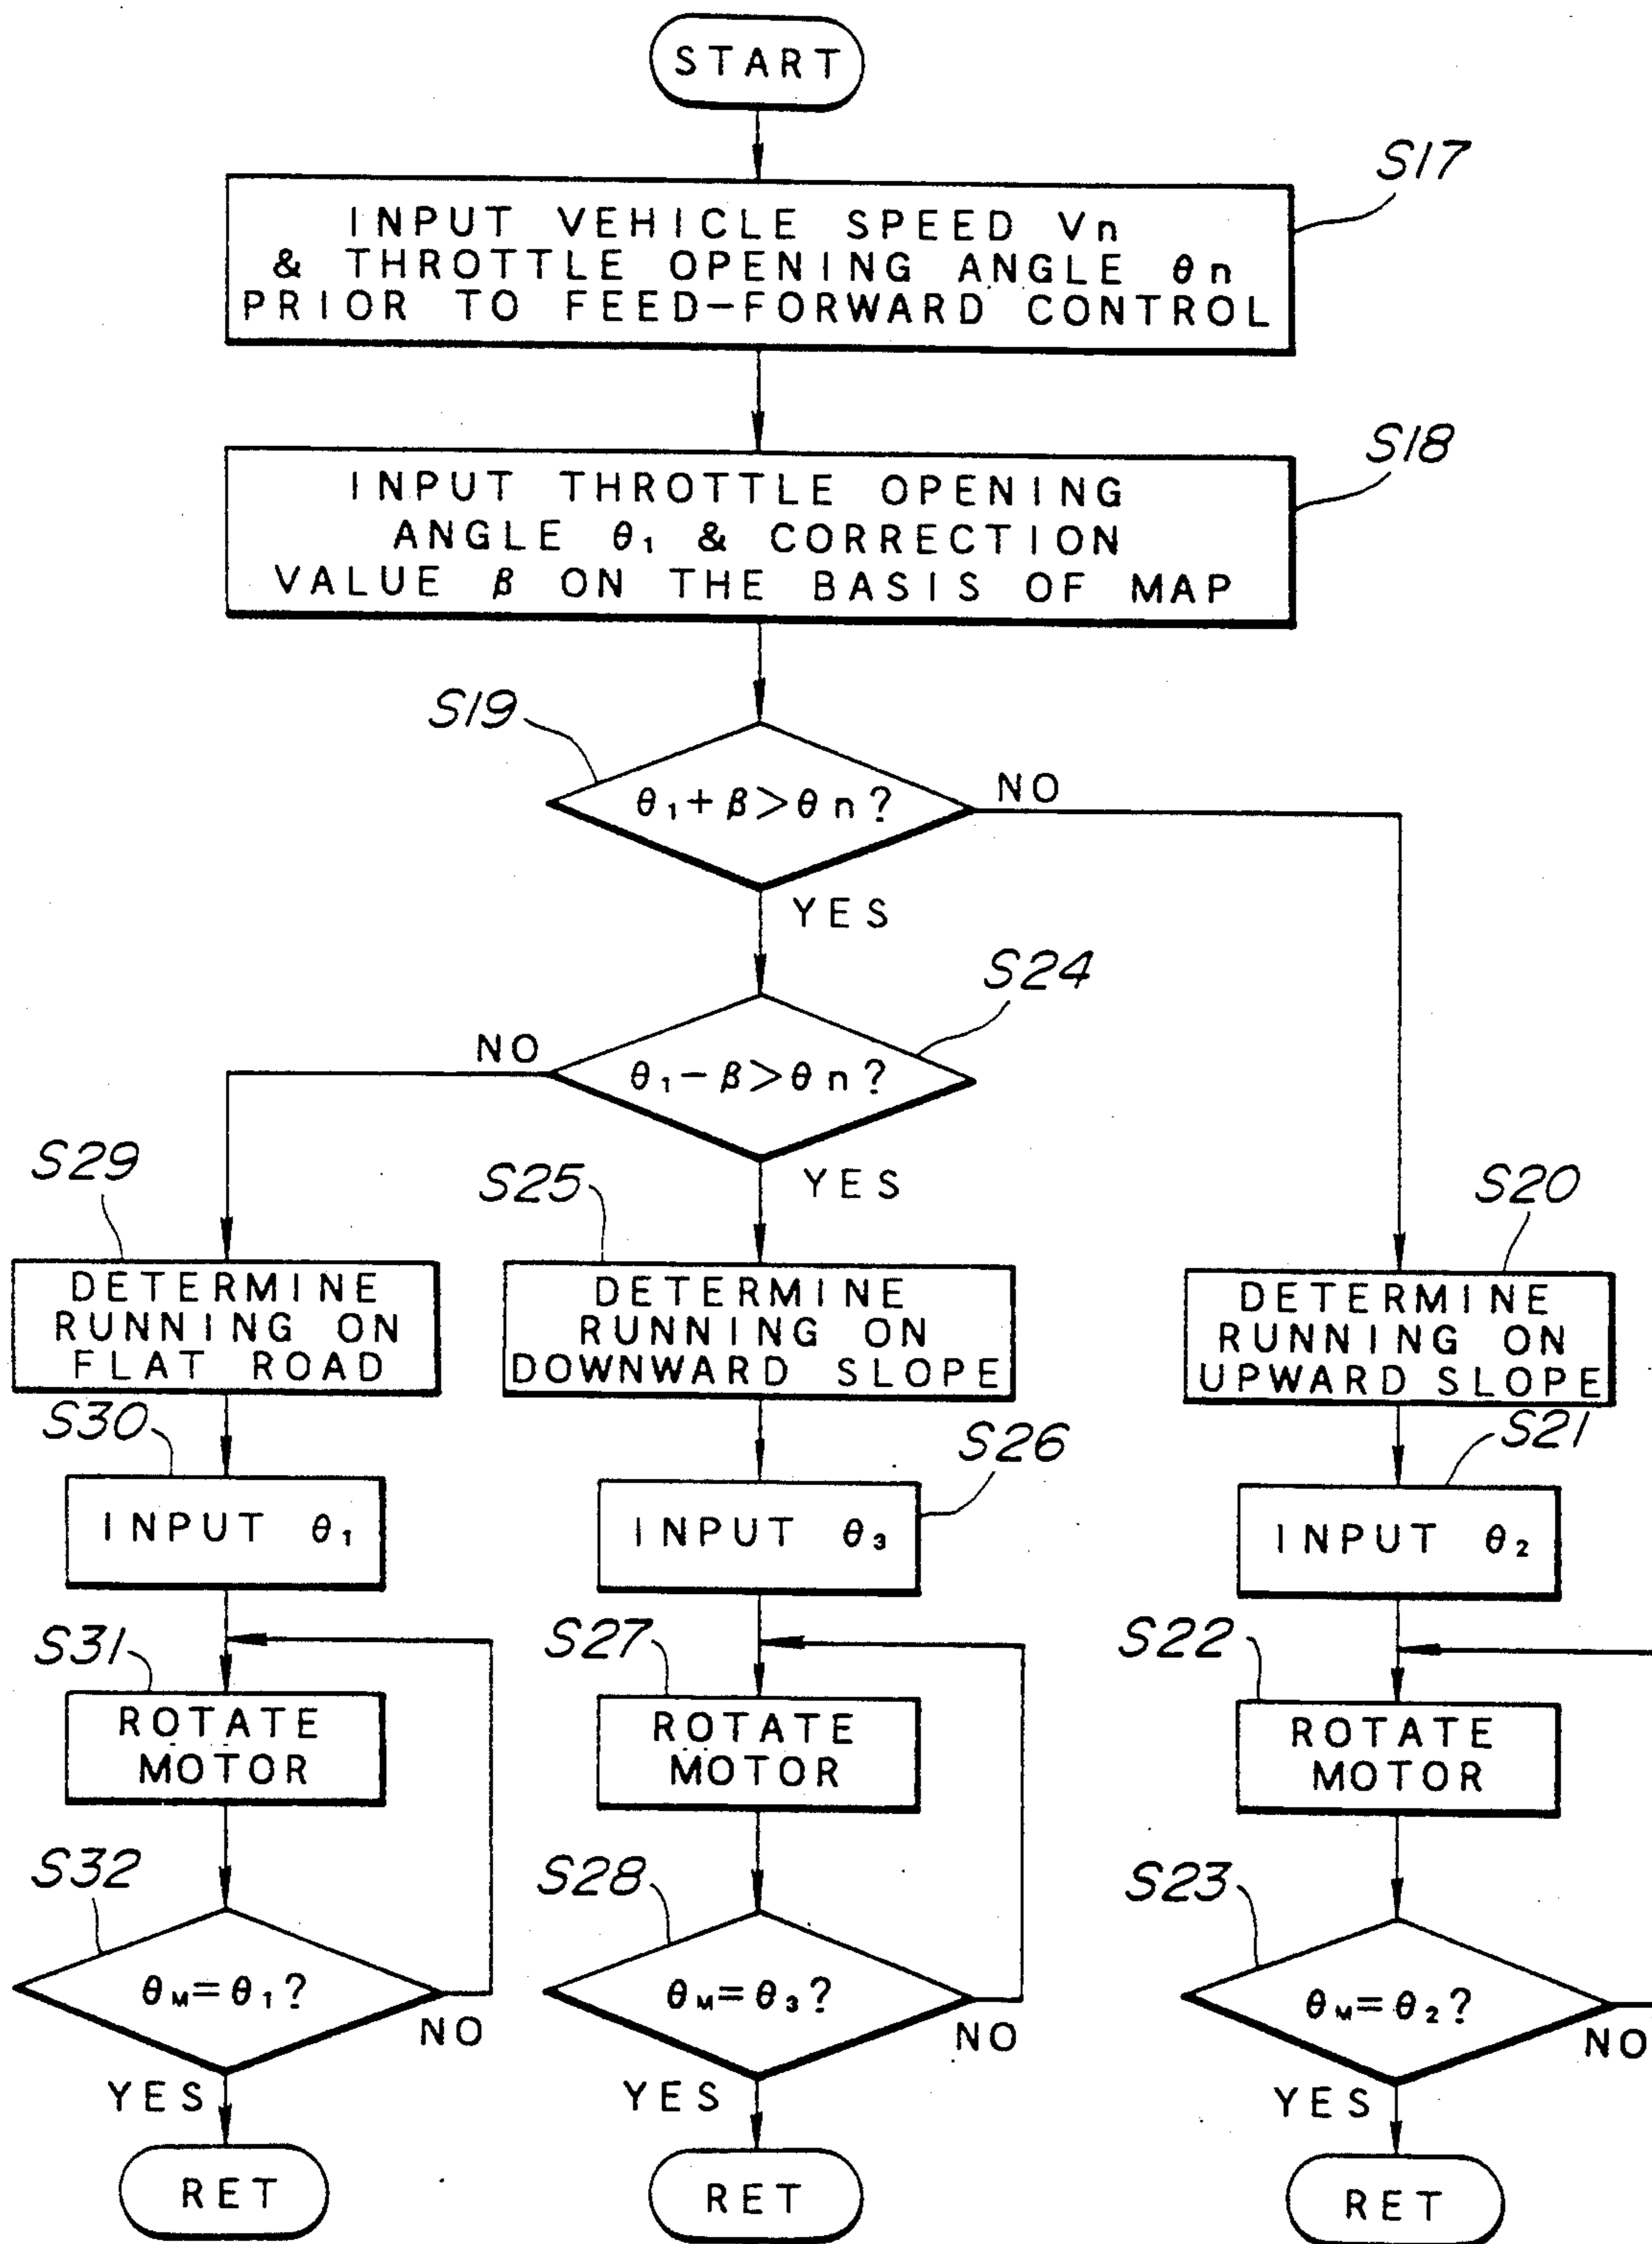 START
S17
INPUT VEHICLE SPEED Vn
& THROTTLE OPENING ANGLE θn
PRIOR TO FEED-FORWARD CONTROL
S18
INPUT THROTTLE OPENING
ANGLE θ₁ & CORRECTION
VALUE β ON THE BASIS OF MAP
S19
θ₁+β>θn?
NO
YES
S24
NO
θ₁-β>θn?
YES
S29
S25
S20
DETERMINE
RUNNING ON
FLAT ROAD
DETERMINE
RUNNING ON
DOWNWARD SLOPE
DETERMINE
RUNNING ON
UPWARD SLOPE
S30
S26
S21
INPUT θ₁
INPUT θ₃
INPUT θ₂
S31
S27
S22
ROTATE
MOTOR
ROTATE
MOTOR
ROTATE
MOTOR
S32
S28
S23
θM=θ₁?
θM=θ₃?
θM=θ₂?
NO
NO
NO
YES
YES
YES
RET
RET
RET